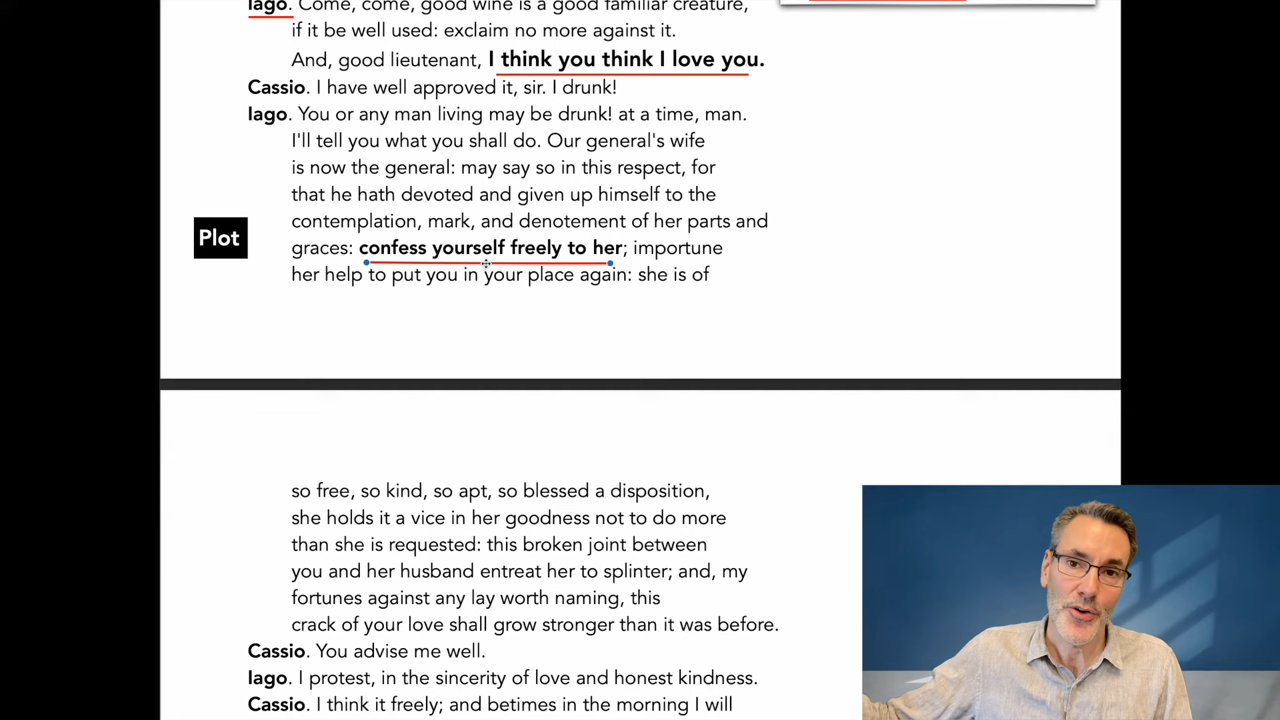 Iago. Come, come, good wine is a good familiar creature,
if it be well used: exclaim no more against it.
And, good lieutenant, I think you think I love you.
Cassio. I have well approved it, sir. I drunk!
Iago. You or any man living may be drunk! at a time, man.
I'll tell you what you shall do. Our general's wife
is now the general: may say so in this respect, for
that he hath devoted and given up himself to the
contemplation, mark, and denotement of her parts and
Plot
graces: confess yourself freely to her; importune
her help to put you in your place again: she is of
so free, so kind, so apt, so blessed a disposition,
she holds it a vice in her goodness not to do more
than she is requested: this broken joint between
you and her husband entreat her to splinter; and, my
fortunes against any lay worth naming, this
crack of your love shall grow stronger than it was before.
Cassio. You advise me well.
Iago. I protest, in the sincerity of love and honest kindness.
Cassio. I think it freely; and betimes in the morning I will